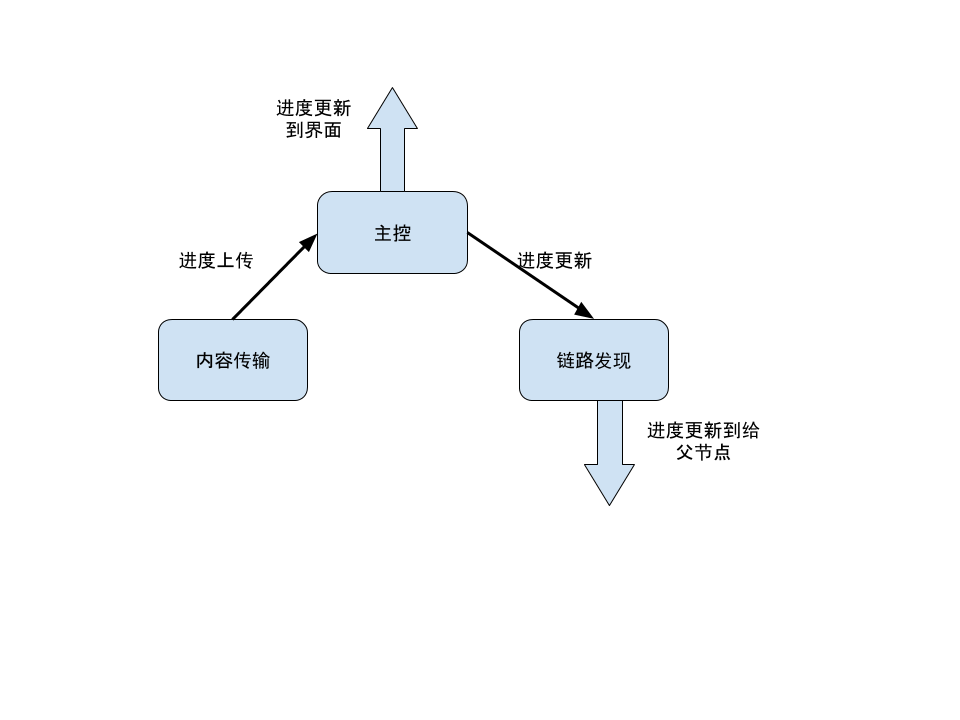 进度更新
到界面
主控
进度上传
进度更新
内容传输
链路发现
进度更新到给
父节点